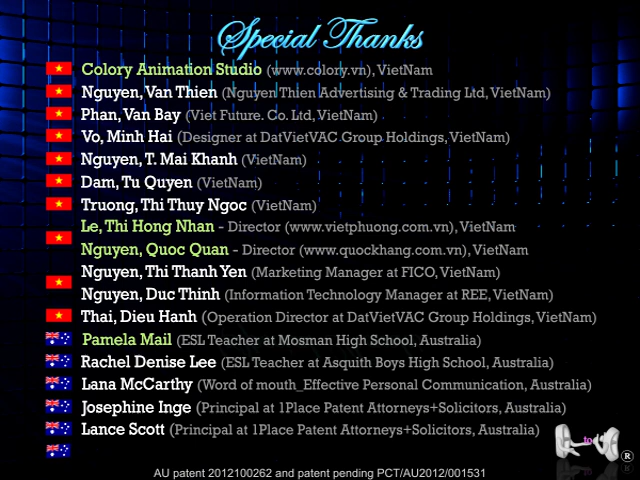 Special Thanks
Colory Animation Studio (www.colory.vn), VietNam
Nguyen, Van Thien (Nguyen Thien Advertising & Trading Ltd, VietNam)
Phan, Van Bay (Viet Future. Co. Ltd, VietNam)
Vo, Minh Hai (Designer at DatVietVAC Group Holdings, VietNam)
Nguyen, T. Mai Khanh (VietNam)
Dam, Tu Quyen (VietNam)
Truong, Thi Thuy Ngoc (VietNam)
Le, Thi Hong Nhan - Director (www.vietphuong.com.vn), VietNam
Nguyen, Quoc Quan - Director (www.quockhang.com.vn), VietNam
Nguyen, Thi Thanh Yen (Marketing Manager at FICO, VietNam)
Nguyen, Duc Thinh (Information Technology Manager at REE, VietNam)
Thai, Dieu Hanh (Operation Director at DatVietVAC Group Holdings, VietNam)
Pamela Mail (ESL Teacher at Mosman High School, Australia)
Rachel Denise Lee (ESL Teacher at Asquith Boys High School, Australia)
Lana McCarthy (Word of mouth_Effective Personal Communication, Australia)
Josephine Inge (Principal at 1Place Patent Attorneys+Solicitors, Australia)
Lance Scott (Principal at 1Place Patent Attorneys+Solicitors, Australia)
to
®
AU patent 2012100262 and patent pending PCT/AU2012/001531